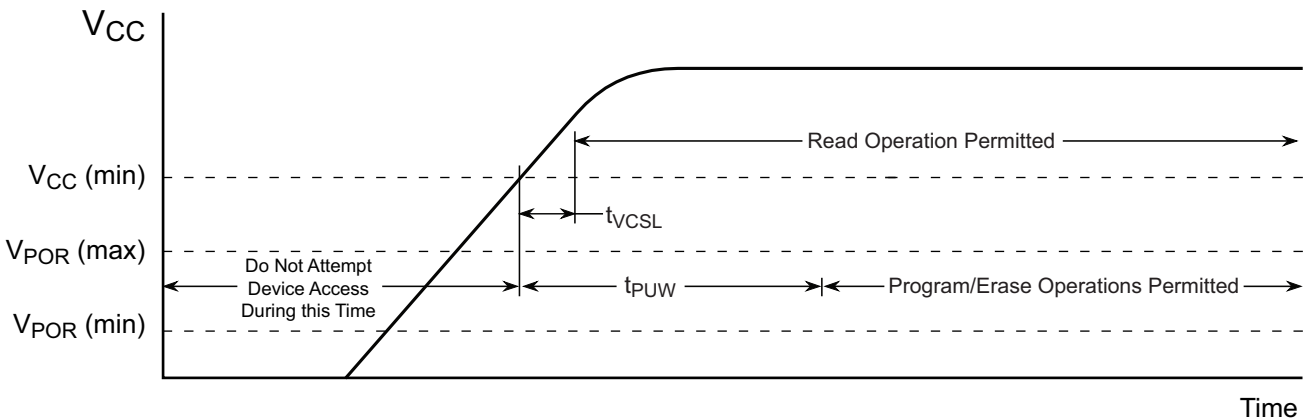 VCC
Read Operation Permitted
VCC (min)
tVCSL
VPOR (max)
Do Not Attempt
Device Access
During this Time
tPUW
Program/Erase Operations Permitted
VPOR (min)
Time